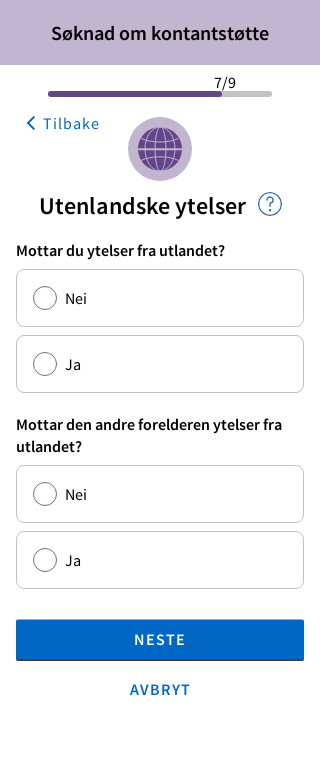 Søknad om kontantstøtte
7/9
Tilbake
Utenlandske ytelser
?
Mottar du ytelser fra utlandet?
Nei
Ja
Mottar den andre forelderen ytelser fra
utlandet?
Nei
Ja
NESTE
AVBRYT